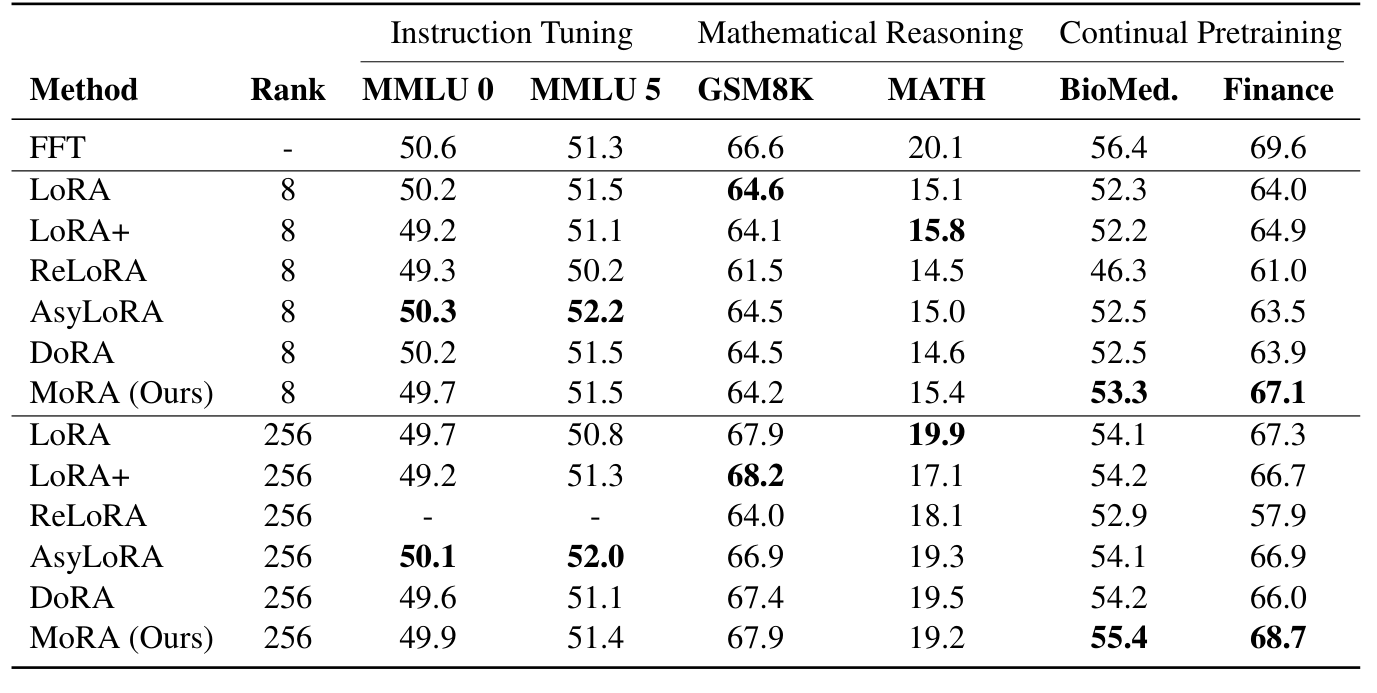 Instruction Tuning Mathematical Reasoning Continual Pretraining
Method Rank MMLU 0 MMLU 5 GSM8K MATH BioMed. Finance
FFT - 50.6 51.3 66.6 20.1 56.4 69.6
LoRA 8 50.2 51.5 64.6 15.1 52.3 64.0
LoRA+ 8 49.2 51.1 64.1 15.8 52.2 64.9
ReLoRA 8 49.3 50.2 61.5 14.5 46.3 61.0
AsyLoRA 8 50.3 52.2 64.5 15.0 52.5 63.5
DoRA 8 50.2 51.5 64.5 14.6 52.5 63.9
MoRA (Ours) 8 49.7 51.5 64.2 15.4 53.3 67.1
LoRA 256 49.7 50.8 67.9 19.9 54.1 67.3
LoRA+ 256 49.2 51.3 68.2 17.1 54.2 66.7
ReLoRA 256 - - 64.0 18.1 52.9 57.9
AsyLoRA 256 50.1 52.0 66.9 19.3 54.1 66.9
DoRA 256 49.6 51.1 67.4 19.5 54.2 66.0
MoRA (Ours) 256 49.9 51.4 67.9 19.2 55.4 68.7